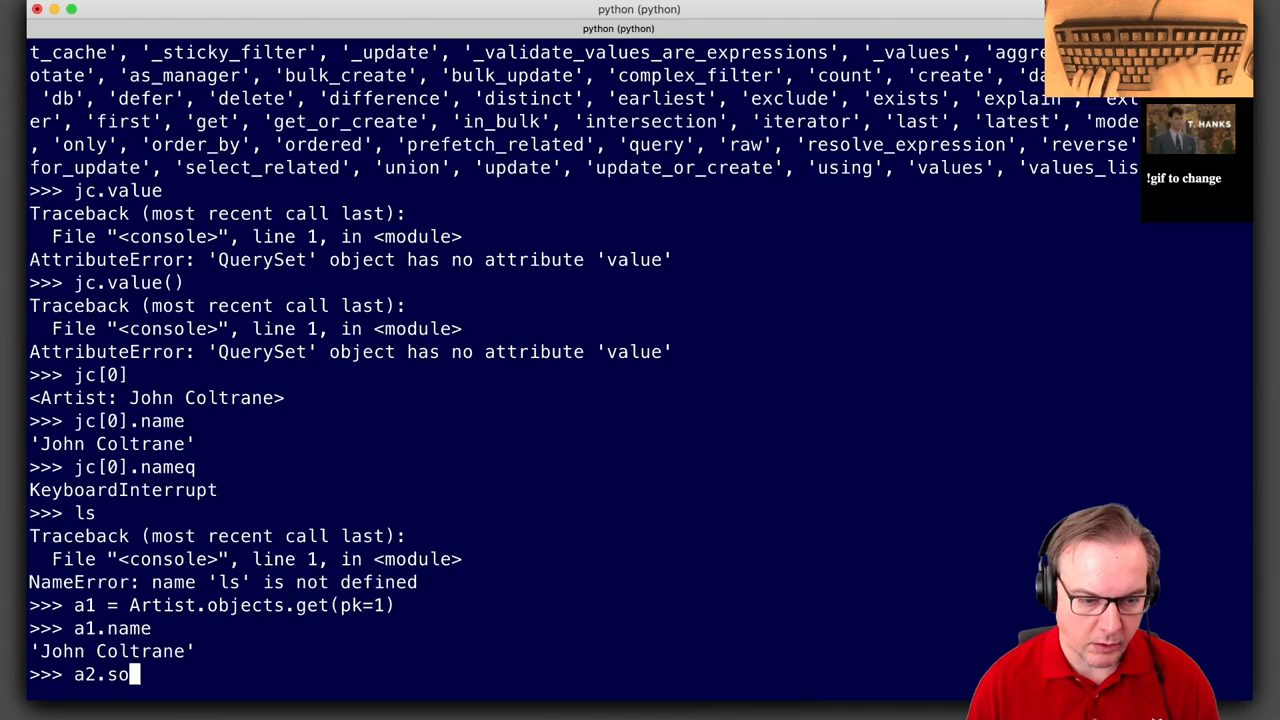 python (python)
python (python)
t_cache', '_sticky_filter', '_update', '_validate_values_are_expressions', '_values', 'aggre
otate', 'as_manager', 'bulk_create', 'bulk_update', 'complex_filter', 'count', 'create', 'da
'db', 'defer', 'delete', 'difference', 'distinct', 'earliest', 'exclude', 'exists', 'explain', 'ext
er', 'first', 'get', 'get_or_create', 'in_bulk', 'intersection', 'iterator', 'last', 'latest', 'mode
, 'only', 'order_by', 'ordered', 'prefetch_related', 'query', 'raw', 'resolve_expression', 'reverse'
for_update', 'select_related', 'union', 'update', 'update_or_create', 'using', 'values', 'values_lis
>>> jc.value
Traceback (most recent call last):
  File "<console>", line 1, in <module>
AttributeError: 'QuerySet' object has no attribute 'value'
>>> jc.value()
Traceback (most recent call last):
  File "<console>", line 1, in <module>
AttributeError: 'QuerySet' object has no attribute 'value'
>>> jc[0]
<Artist: John Coltrane>
>>> jc[0].name
'John Coltrane'
>>> jc[0].nameq
KeyboardInterrupt
>>> ls
Traceback (most recent call last):
  File "<console>", line 1, in <module>
NameError: name 'ls' is not defined
>>> a1 = Artist.objects.get(pk=1)
>>> a1.name
'John Coltrane'
>>> a2.so
T. HANKS
!gif to change